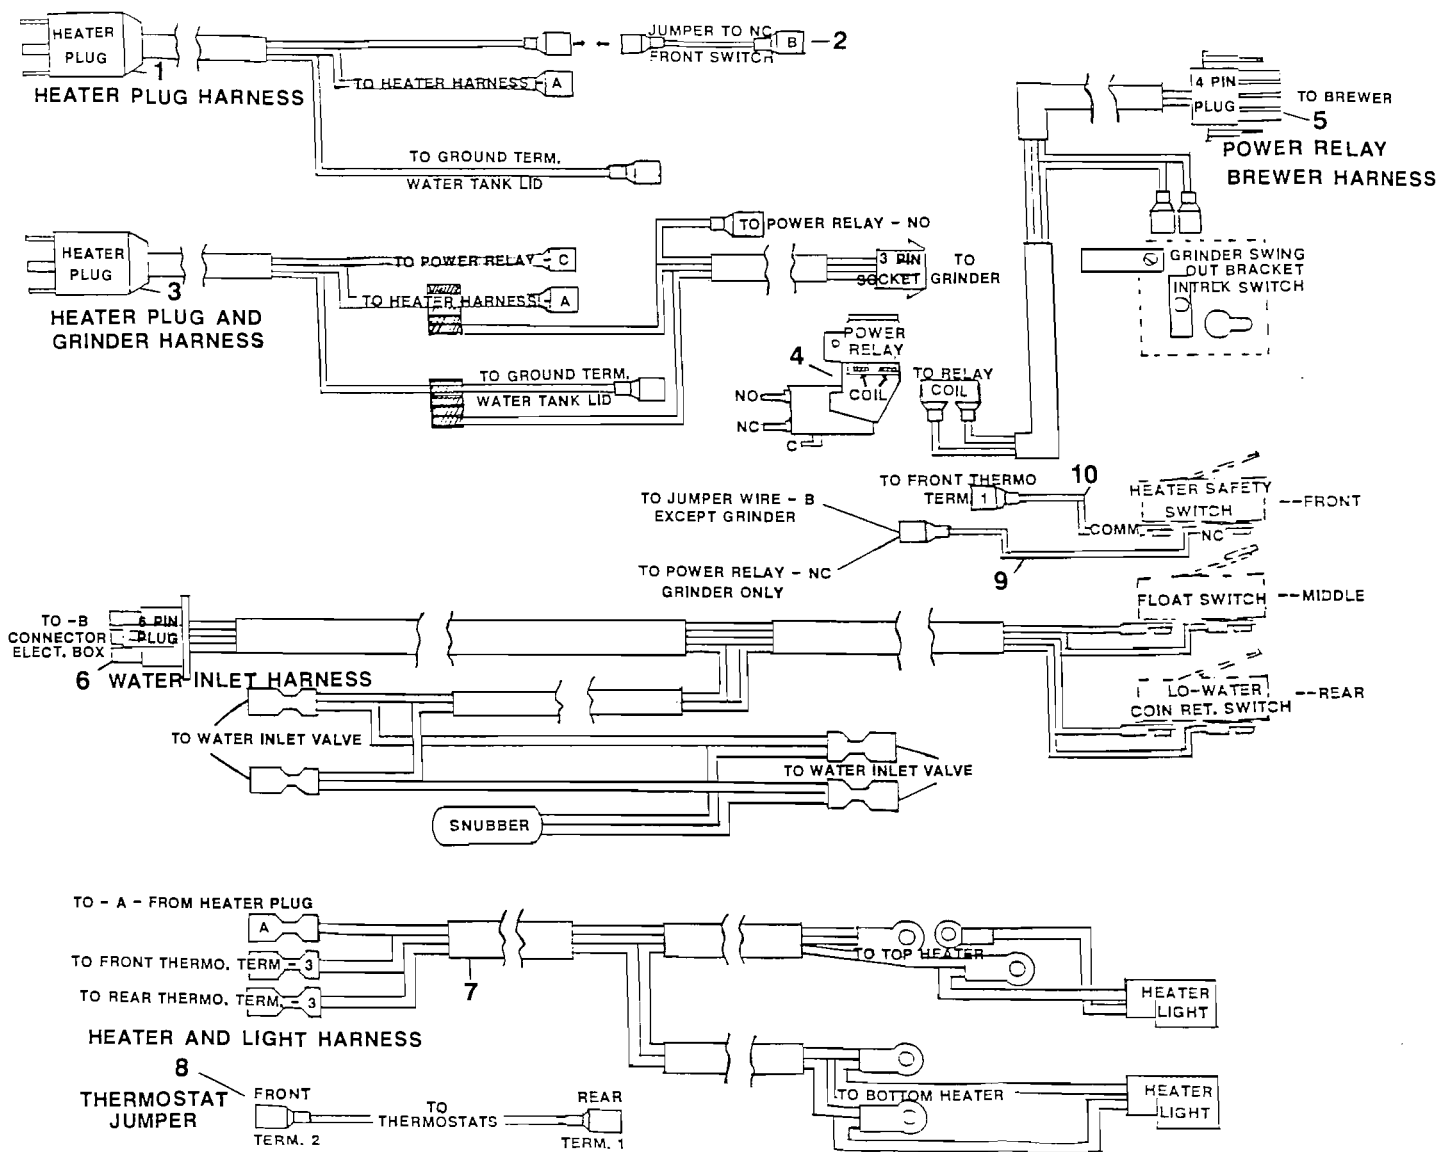 HEATER
PLUG
1
HEATER PLUG HARNESS
TO HEATER HARNESS - A
JUMPER TO NC
FRONT SWITCH
B
2
TO GROUND TERM.
WATER TANK LID
4 PIN
PLUG
TO BREWER
5
POWER RELAY
BREWER HARNESS
HEATER
PLUG
3
HEATER PLUG AND
GRINDER HARNESS
TO POWER RELAY - C
TO HEATER HARNESS - A
TO GROUND TERM.
WATER TANK LID
TO POWER RELAY - NO
3 PIN
SOCKET
TO
GRINDER
GRINDER SWING
OUT BRACKET
INTRLK SWITCH
4
POWER
RELAY
COIL
NO
NC
C
TO RELAY
COIL
TO FRONT THERMO
TERM. 1
10
HEATER SAFETY
SWITCH
--FRONT
COMM
NC
TO JUMPER WIRE - B
EXCEPT GRINDER
TO POWER RELAY - NC
GRINDER ONLY
9
FLOAT SWITCH
--MIDDLE
LO-WATER
COIN RET. SWITCH
--REAR
TO -B
CONNECTOR
ELECT. BOX
6 PIN
PLUG
6 WATER INLET HARNESS
TO WATER INLET VALVE
TO WATER INLET VALVE
SNUBBER
TO - A - FROM HEATER PLUG
A
TO FRONT THERMO. TERM - 3
TO REAR THERMO. TERM. - 3
7
HEATER AND LIGHT HARNESS
TO TOP HEATER
HEATER
LIGHT
TO BOTTOM HEATER
HEATER
LIGHT
8
THERMOSTAT
JUMPER
FRONT
TERM. 2
TO
THERMOSTATS
REAR
TERM. 1